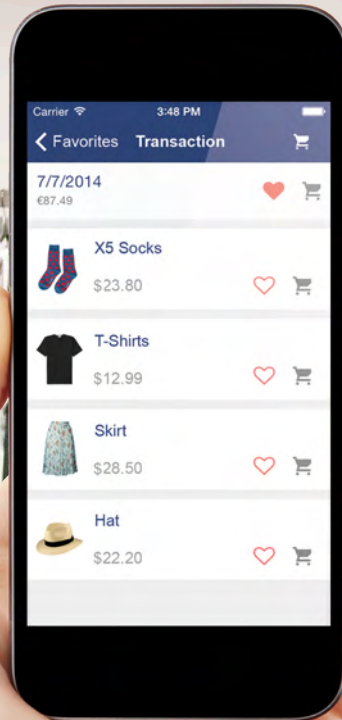 Carrier 3:48 PM
Favorites Transaction
7/7/2014
€87.49
X5 Socks
$23.80
T-Shirts
$12.99
Skirt
$28.50
Hat
$22.20